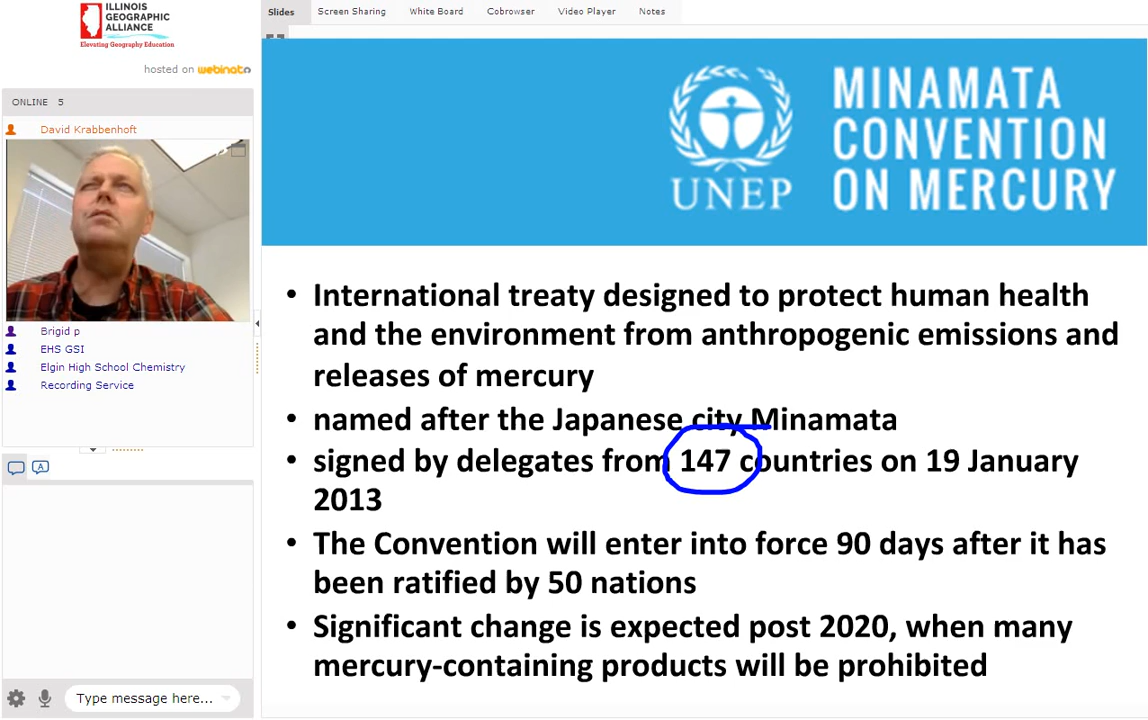 ILLINOIS
GEOGRAPHIC
ALLIANCE
Elevating Geography Education
hosted on webinato
ONLINE 5
David Krabbenhoft
Brigid p
EHS GSI
Elgin High School Chemistry
Recording Service
A
Type message here...
Slides Screen Sharing White Board Cobrowser Video Player Notes
UNEP
MINAMATA
CONVENTION
ON MERCURY
• International treaty designed to protect human health
and the environment from anthropogenic emissions and
releases of mercury
• named after the Japanese city Minamata
• signed by delegates from 147 countries on 19 January
2013
• The Convention will enter into force 90 days after it has
been ratified by 50 nations
• Significant change is expected post 2020, when many
mercury-containing products will be prohibited